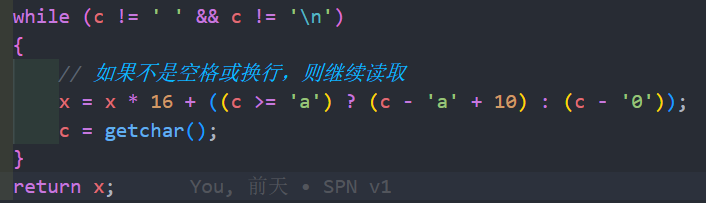 while (c != ' ' && c != '\n')
{
    // 如果不是空格或换行，则继续读取
    x = x * 16 + ((c >= 'a') ? (c - 'a' + 10) : (c - '0'));
    c = getchar();
}
return x;      You, 前天 • SPN v1